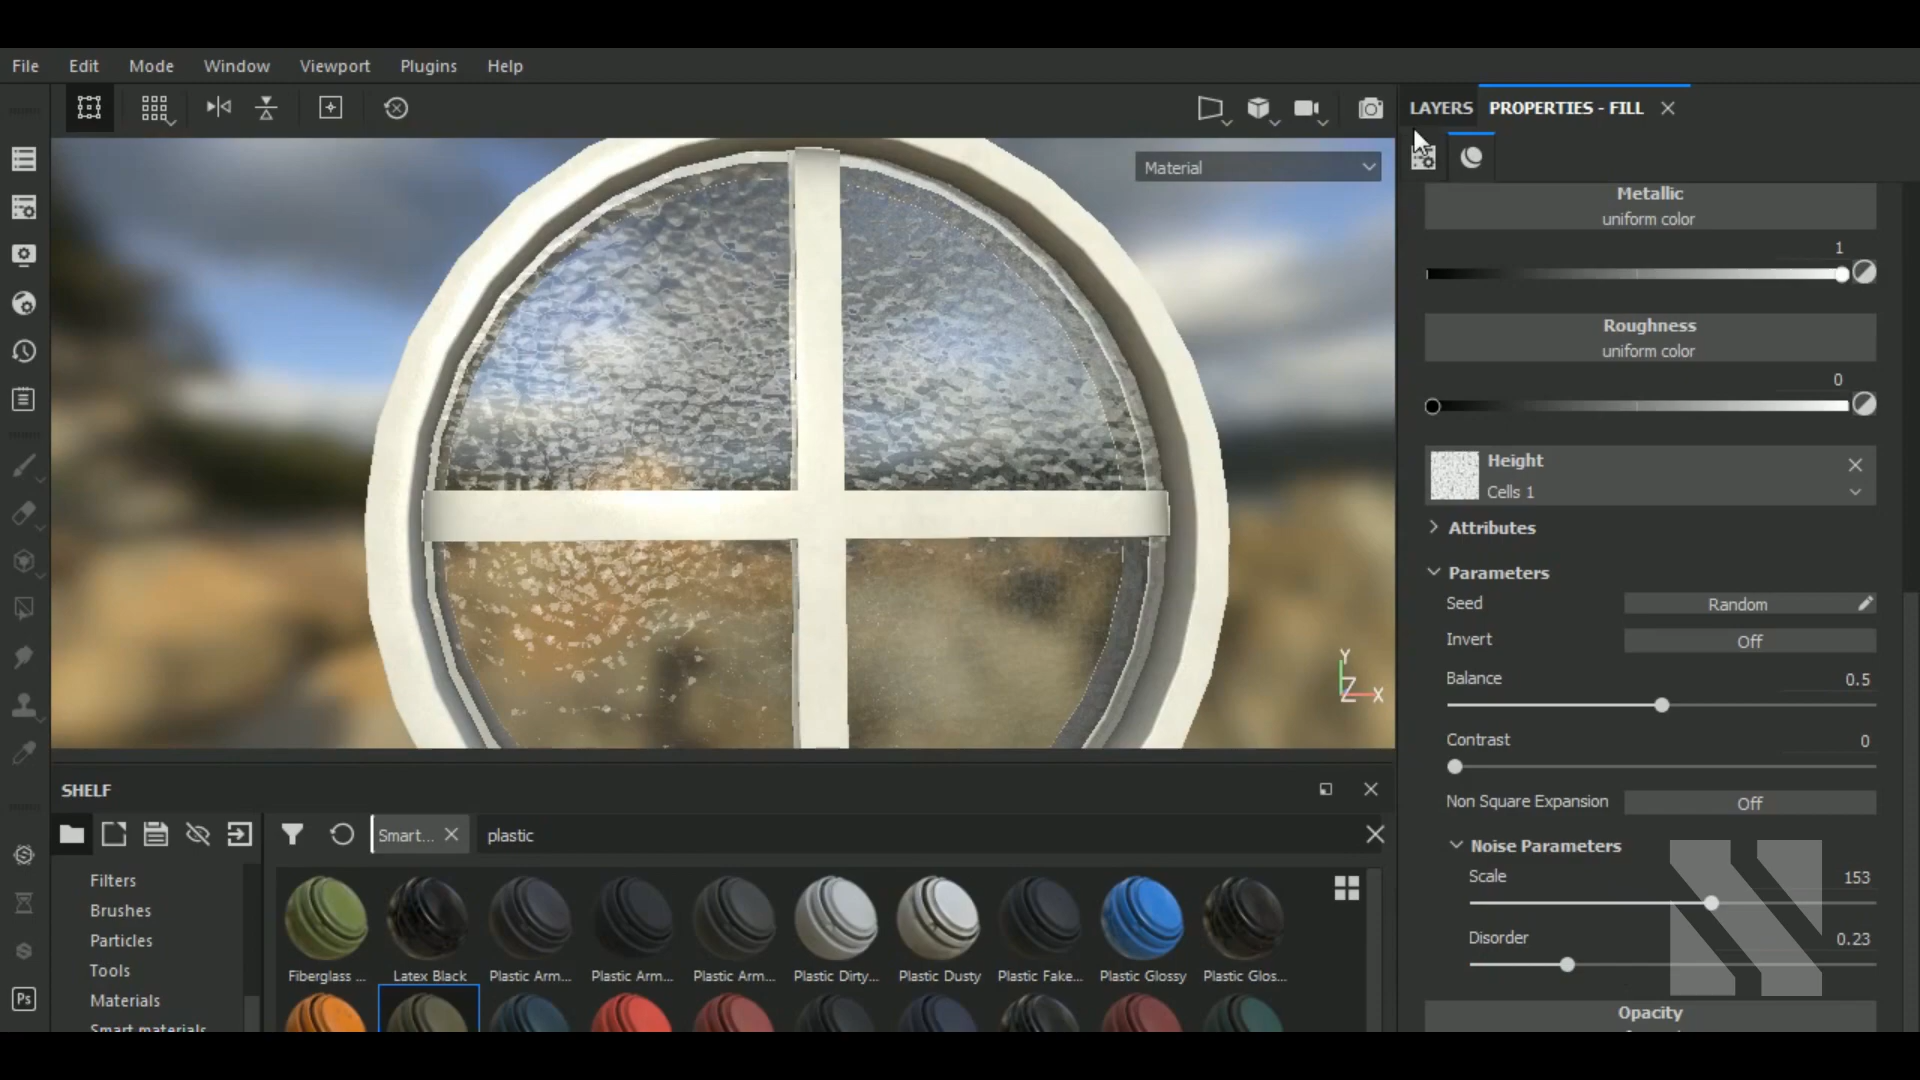 File Edit Mode Window Viewport Plugins Help
LAYERS PROPERTIES - FILL
Material
Metallic
uniform color
1
Roughness
uniform color
0
Height
Cells 1
Attributes
Parameters
Seed Random
Invert Off
Balance 0.5
Contrast 0
Non Square Expansion Off
Noise Parameters
Scale 153
Disorder 0.23
Opacity
Y
Z X
SHELF
Smart... plastic
Filters
Brushes
Particles
Tools
Materials
Smart materials
Fiberglass ... Latex Black Plastic Arm... Plastic Arm... Plastic Arm... Plastic Dirty... Plastic Dusty Plastic Fake... Plastic Glossy Plastic Glos...
Ps